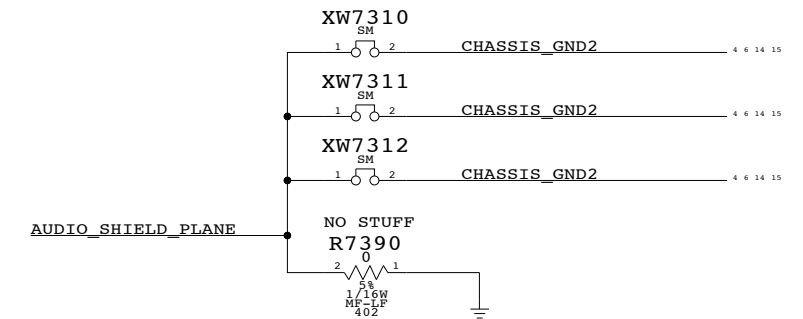 XW7310
SM
1 2 CHASSIS_GND2 4 6 14 15
XW7311
SM
1 2 CHASSIS_GND2 4 6 14 15
XW7312
SM
1 2 CHASSIS_GND2 4 6 14 15
NO STUFF
AUDIO_SHIELD_PLANE
R7390
0
2 1
5%
1/16W
MF-LF
402